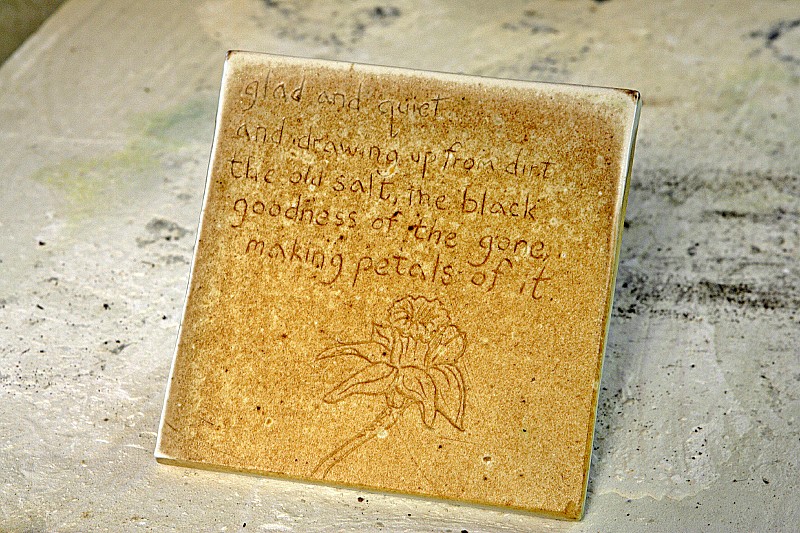 glad and quiet
and drawing up from dirt
the old salt, the black
goodness of the gone,
making petals of it.